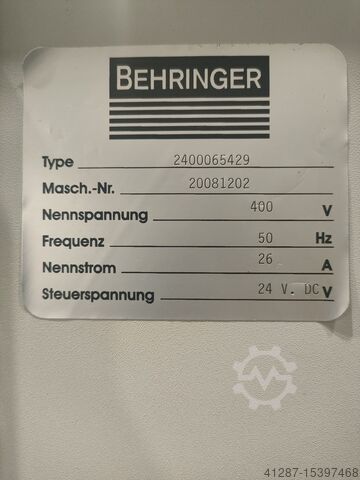 BEHRINGER
Type 2400065429
Masch.-Nr. 20081202
Nennspannung 400 V
Frequenz 50 Hz
Nennstrom 26 A
Steuerspannung 24 V. DC V
41287-15397468